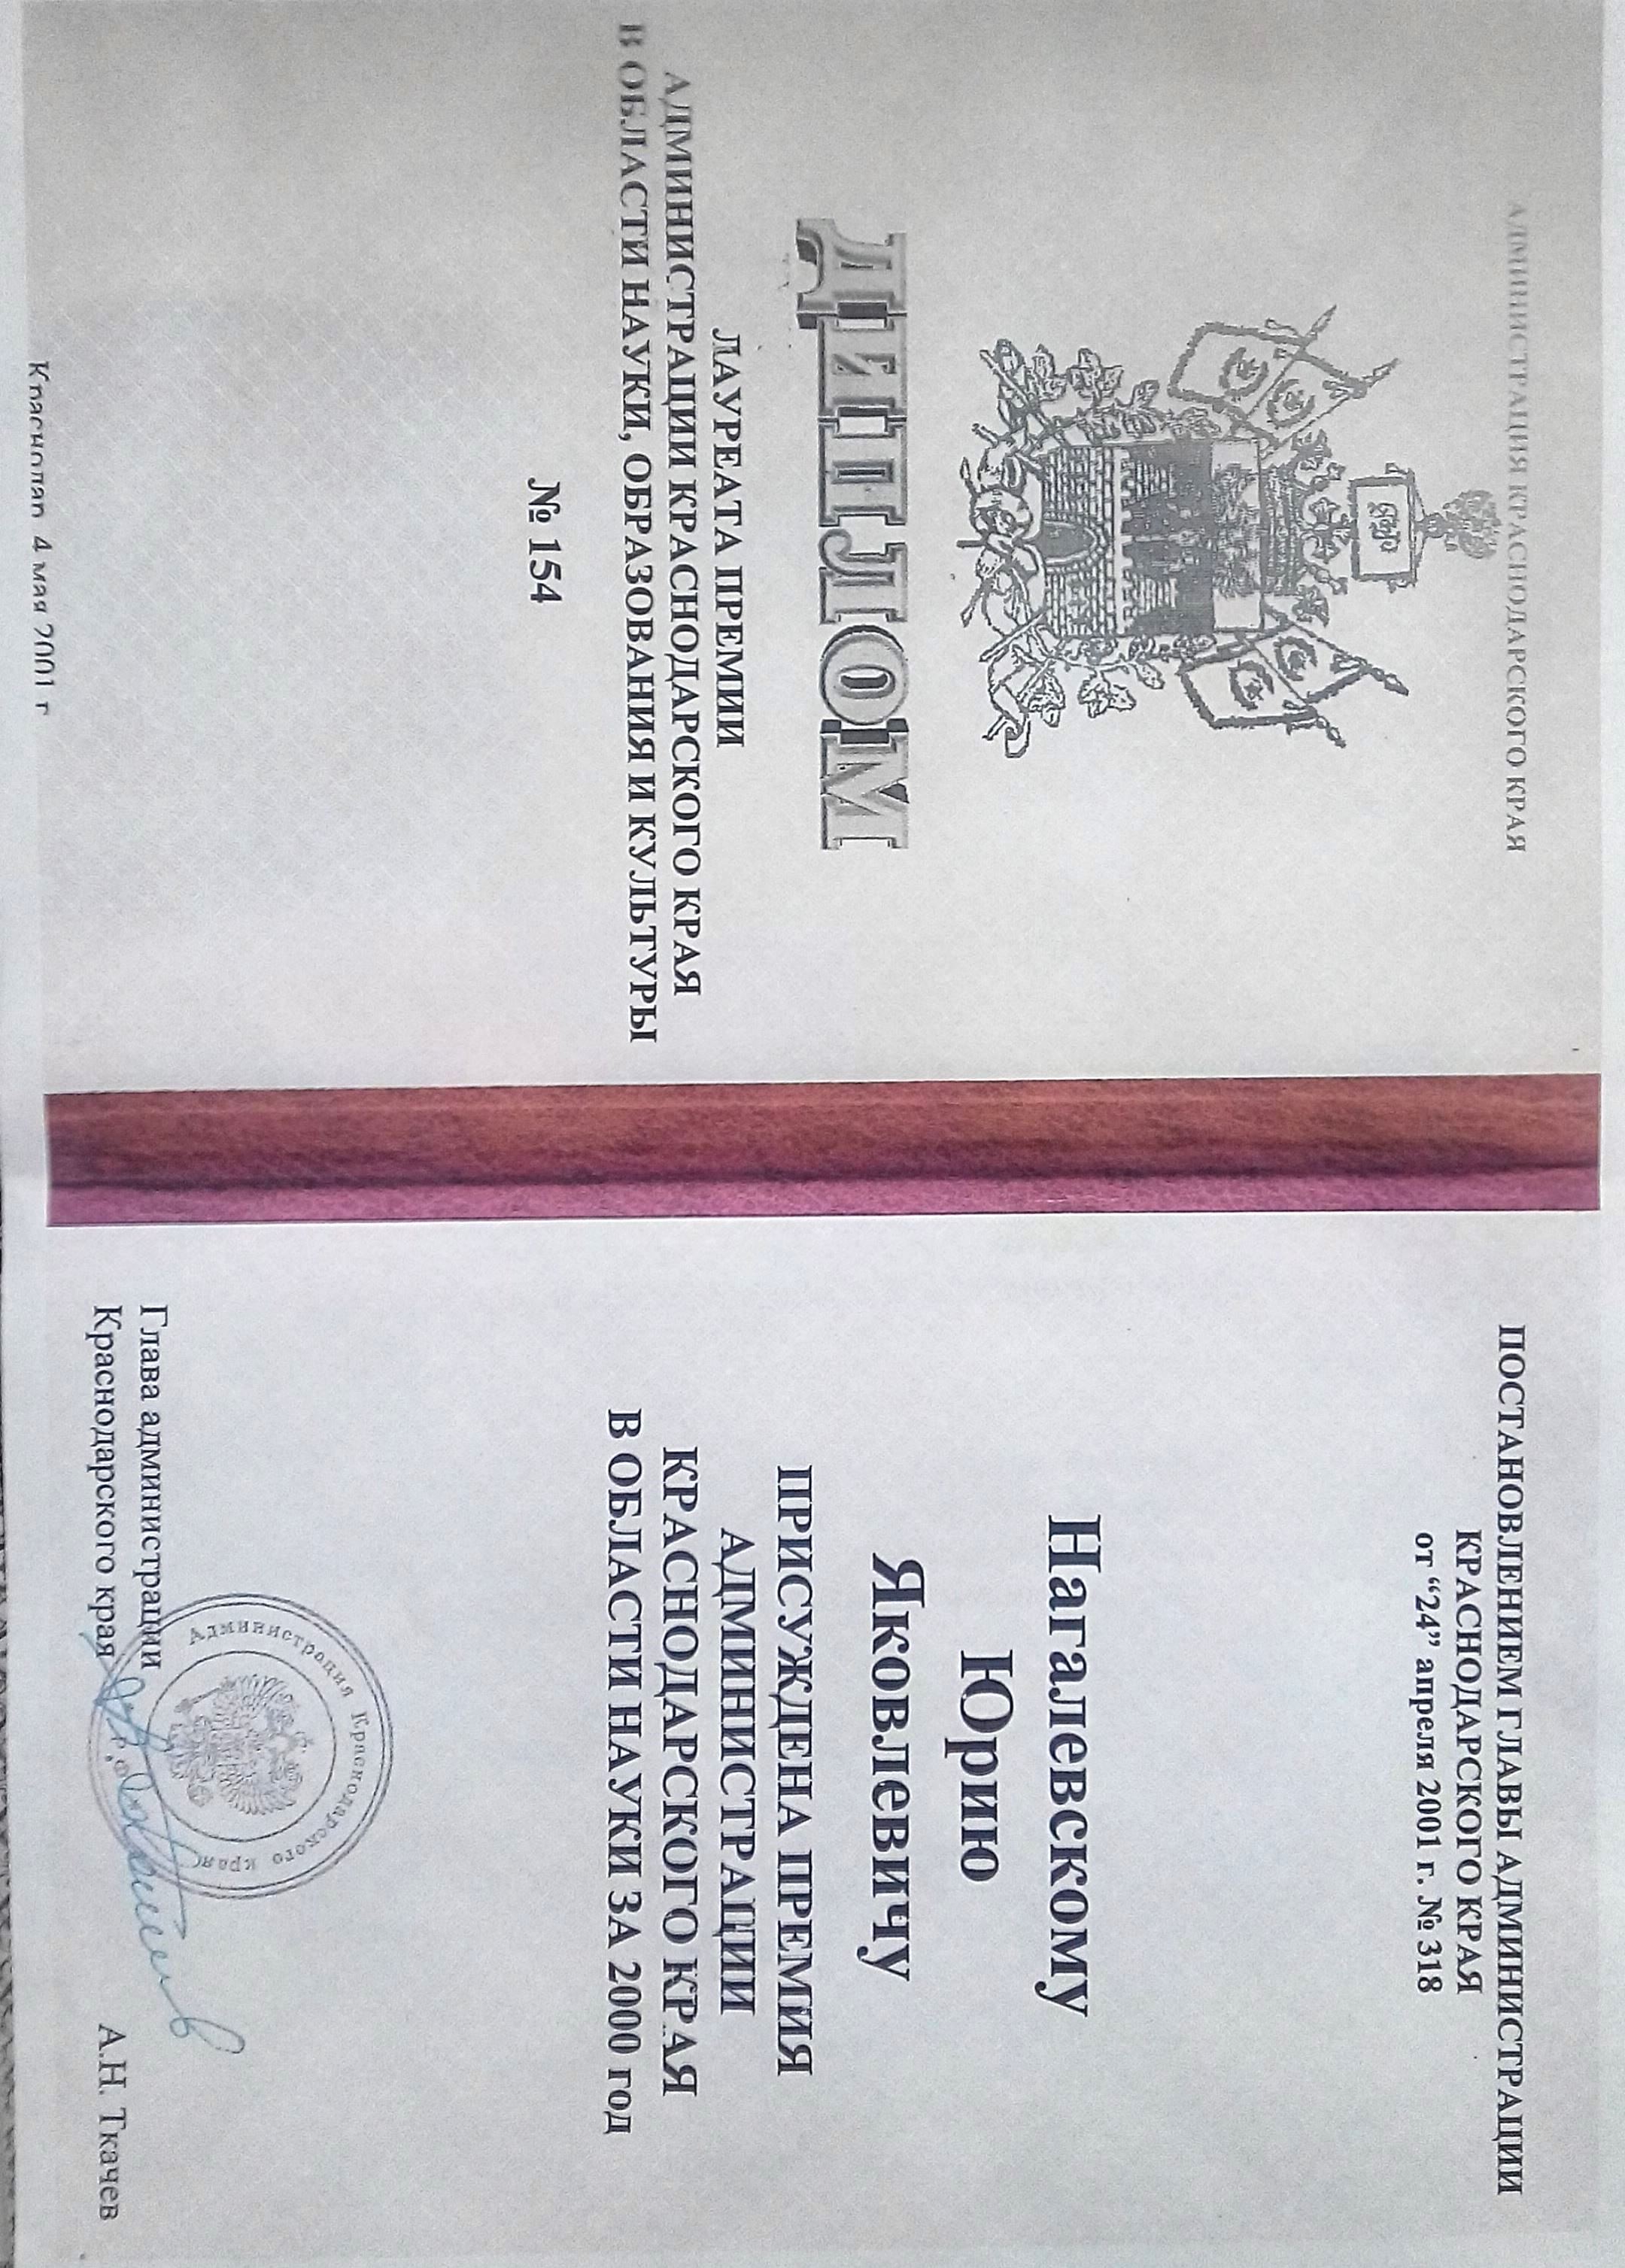 АДМИНИСТРАЦИЯ КРАСНОДАРСКОГО КРАЯ
ДИПЛОМ
ЛАУРЕАТА ПРЕМИИ
АДМИНИСТРАЦИИ КРАСНОДАРСКОГО КРАЯ
В ОБЛАСТИ НАУКИ, ОБРАЗОВАНИЯ И КУЛЬТУРЫ
№ 154
Краснодар 4 мая 2001 г
ПОСТАНОВЛЕНИЕМ ГЛАВЫ АДМИНИСТРАЦИИ
КРАСНОДАРСКОГО КРАЯ
от “24” апреля 2001 г. № 318
Нагалевскому
Юрию
Яковлевичу
ПРИСУЖДЕНА ПРЕМИЯ
АДМИНИСТРАЦИИ
КРАСНОДАРСКОГО КРАЯ
В ОБЛАСТИ НАУКИ ЗА 2000 год
Глава администрации
Краснодарского края
А.Н. Ткачев
Администрация Краснодарского края